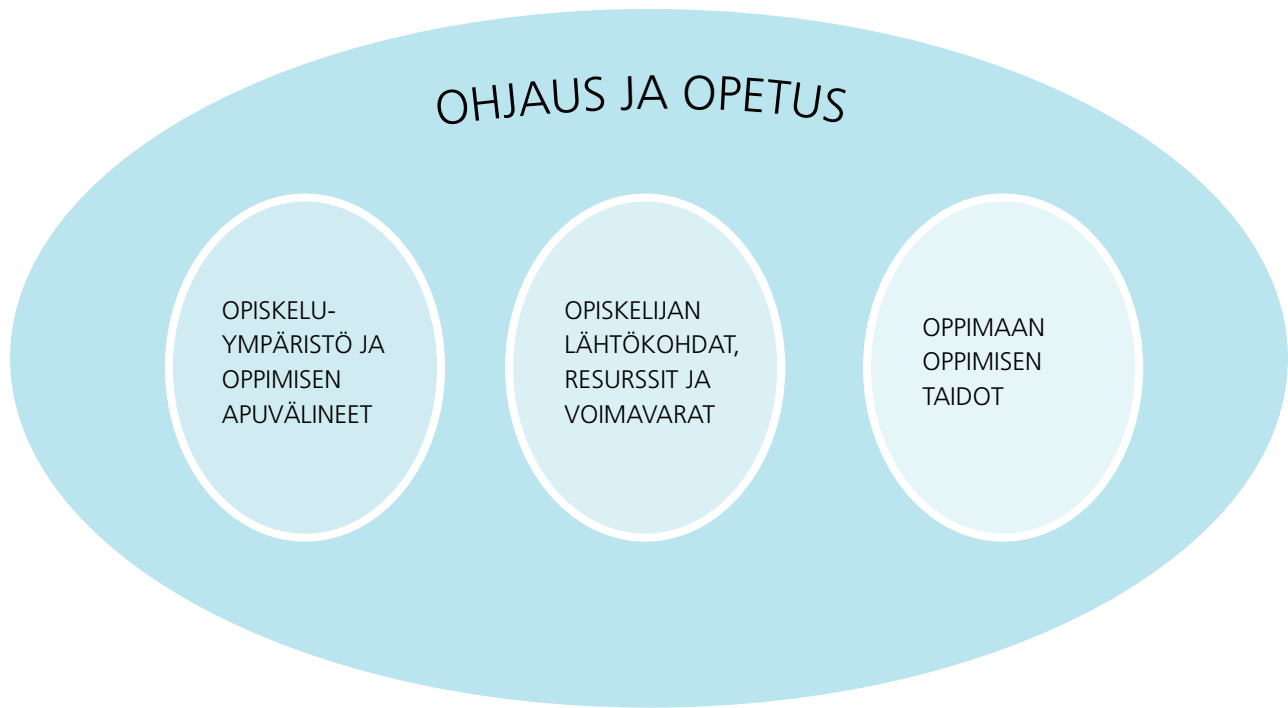 OHJAUS JA OPETUS
OPISKELU-
YMPÄRISTÖ JA
OPPIMISEN
APUVÄLINEET
OPISKELIJAN
LÄHTÖKOHDAT,
RESURSSIT JA
VOIMAVARAT
OPPIMAAN
OPPIMISEN
TAIDOT